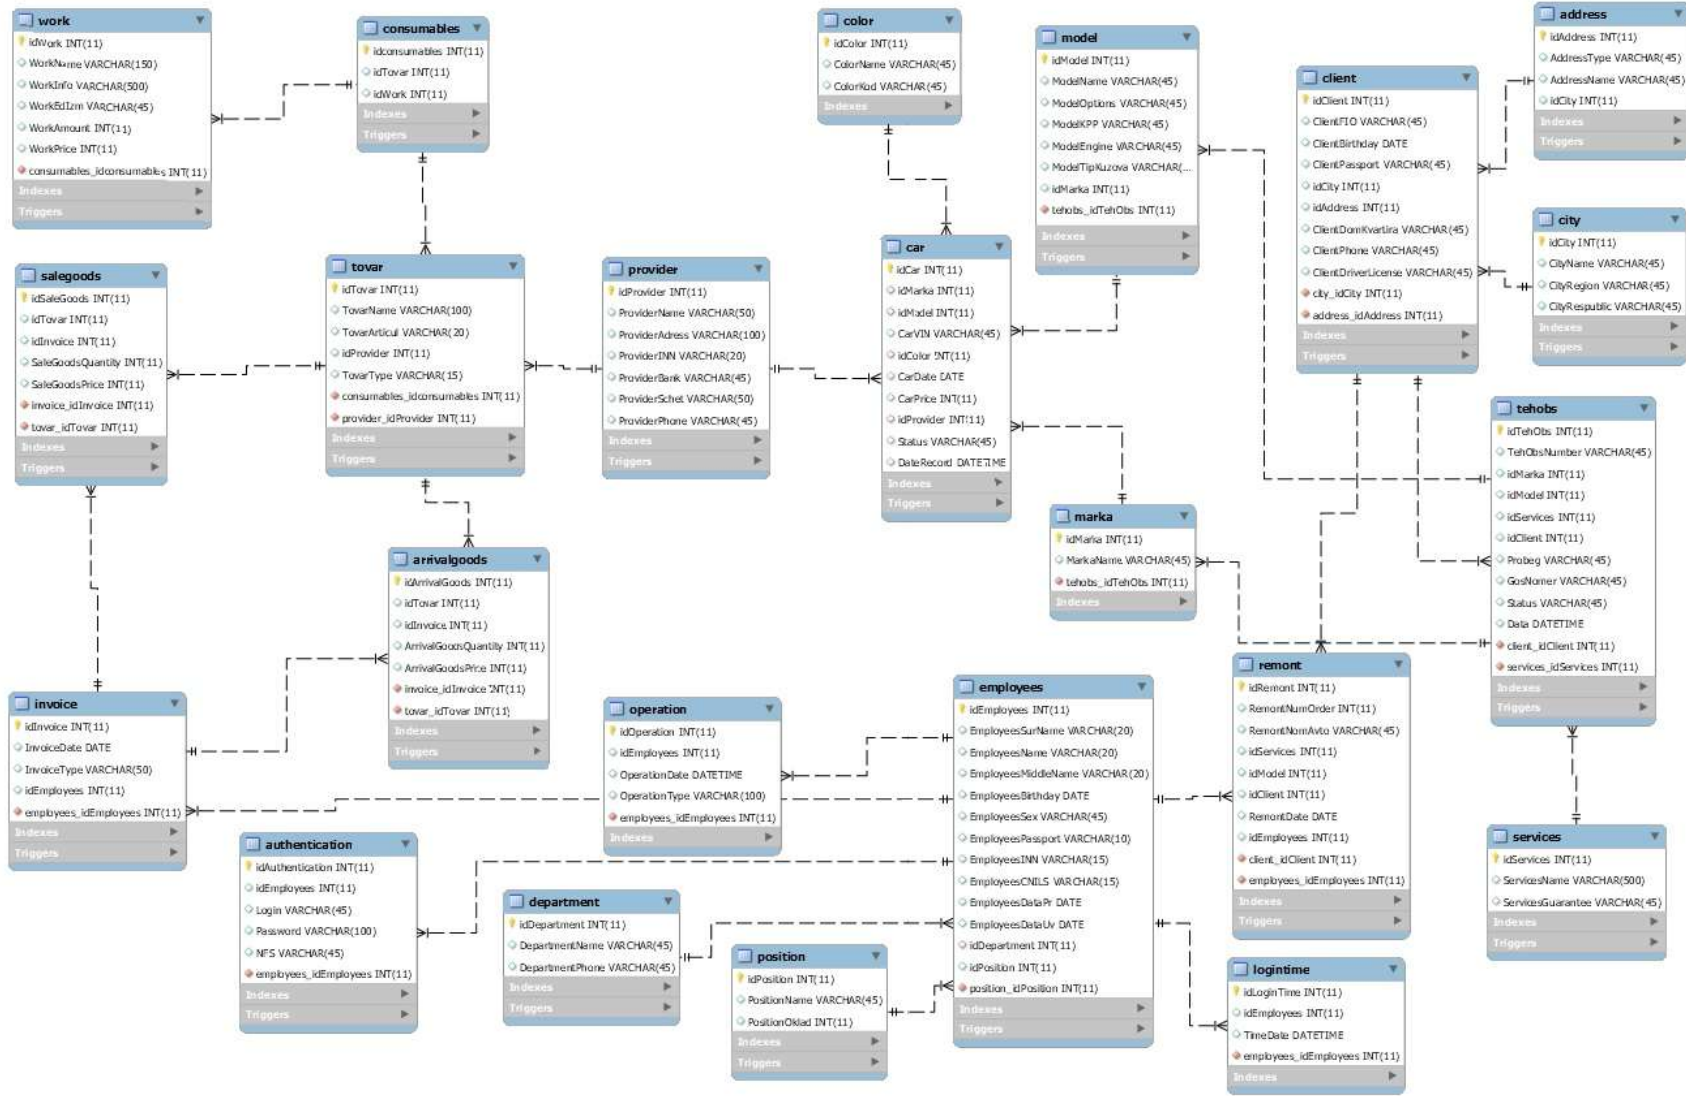 work
idWork INT(11)
WorkName VARCHAR(150)
WorkInfo VARCHAR(500)
WorkEdIzm VARCHAR(45)
WorkAmount INT(11)
WorkPrice INT(11)
consumables_idconsumables INT(11)
Indexes
Triggers
consumables
idconsumables INT(11)
idTovar INT(11)
idWork INT(11)
Indexes
Triggers
color
idColor INT(11)
ColorName VARCHAR(45)
ColorKod VARCHAR(45)
Indexes
model
idModel INT(11)
ModelName VARCHAR(45)
ModelOptions VARCHAR(45)
ModelKPP VARCHAR(45)
ModelEngine VARCHAR(45)
ModelTipKuzova VARCHAR(...
idMarka INT(11)
tehobs_idTehObs INT(11)
Indexes
Triggers
client
idClient INT(11)
ClientFIO VARCHAR(45)
ClientBirthday DATE
ClientPassport VARCHAR(45)
idCity INT(11)
idAddress INT(11)
ClientDomKvartira VARCHAR(45)
ClientPhone VARCHAR(45)
ClientDriverLicense VARCHAR(45)
city_idCity INT(11)
address_idAddress INT(11)
Indexes
Triggers
address
idAddress INT(11)
AddressType VARCHAR(45)
AddressName VARCHAR(45)
idCity INT(11)
Indexes
Triggers
city
idCity INT(11)
CityName VARCHAR(45)
CityRegion VARCHAR(45)
CityRespublic VARCHAR(45)
Indexes
Triggers
salegoods
idSaleGoods INT(11)
idTovar INT(11)
idInvoice INT(11)
SaleGoodsQuantity INT(11)
SaleGoodsPrice INT(11)
invoice_idInvoice INT(11)
tovar_idTovar INT(11)
Indexes
Triggers
tovar
idTovar INT(11)
TovarName VARCHAR(100)
TovarArticul VARCHAR(20)
idProvider INT(11)
TovarType VARCHAR(15)
consumables_idconsumables INT(11)
provider_idProvider INT(11)
Indexes
Triggers
provider
idProvider INT(11)
ProviderName VARCHAR(50)
ProviderAdress VARCHAR(100)
ProviderINN VARCHAR(20)
ProviderBank VARCHAR(45)
ProviderSchet VARCHAR(50)
ProviderPhone VARCHAR(45)
Indexes
Triggers
car
idCar INT(11)
idMarka INT(11)
idModel INT(11)
CarVIN VARCHAR(45)
idColor INT(11)
CarDate DATE
CarPrice INT(11)
idProvider INT(11)
Status VARCHAR(45)
DateRecord DATETIME
Indexes
Triggers
marka
idMarka INT(11)
MarkaName VARCHAR(45)
tehobs_idTehObs INT(11)
Indexes
tehobs
idTehObs INT(11)
TehObsNumber VARCHAR(45)
idMarka INT(11)
idModel INT(11)
idServices INT(11)
idClient INT(11)
Probeg VARCHAR(45)
GosNomer VARCHAR(45)
Status VARCHAR(45)
Data DATETIME
client_idClient INT(11)
services_idServices INT(11)
Indexes
Triggers
arrivalgoods
idArrivalGoods INT(11)
idTovar INT(11)
idInvoice INT(11)
ArrivalGoodsQuantity INT(11)
ArrivalGoodsPrice INT(11)
invoice_idInvoice INT(11)
tovar_idTovar INT(11)
Indexes
Triggers
invoice
idInvoice INT(11)
InvoiceDate DATE
InvoiceType VARCHAR(50)
idEmployees INT(11)
employees_idEmployees INT(11)
Indexes
Triggers
operation
idOperation INT(11)
idEmployees INT(11)
OperationDate DATETIME
OperationType VARCHAR(100)
employees_idEmployees INT(11)
Indexes
employees
idEmployees INT(11)
EmployeesSurName VARCHAR(20)
EmployeesName VARCHAR(20)
EmployeesMiddleName VARCHAR(20)
EmployeesBirthday DATE
EmployeesSex VARCHAR(45)
EmployeesPassport VARCHAR(10)
EmployeesINN VARCHAR(15)
EmployeesCNILS VARCHAR(15)
EmployeesDataPr DATE
EmployeesDataUv DATE
idDepartment INT(11)
idPosition INT(11)
position_idPosition INT(11)
Indexes
Triggers
remont
idRemont INT(11)
RemontNumOrder INT(11)
RemontNomAvto VARCHAR(45)
idServices INT(11)
idModel INT(11)
idClient INT(11)
RemontDate DATE
idEmployees INT(11)
client_idClient INT(11)
employees_idEmployees INT(11)
Indexes
Triggers
services
idServices INT(11)
ServicesName VARCHAR(500)
ServicesGuarantee VARCHAR(45)
Indexes
Triggers
authentication
idAuthentication INT(11)
idEmployees INT(11)
Login VARCHAR(45)
Password VARCHAR(100)
NFS VARCHAR(45)
employees_idEmployees INT(11)
Indexes
Triggers
department
idDepartment INT(11)
DepartmentName VARCHAR(45)
DepartmentPhone VARCHAR(45)
Indexes
Triggers
position
idPosition INT(11)
PositionName VARCHAR(45)
PositionOklad INT(11)
Indexes
Triggers
logintime
idLoginTime INT(11)
idEmployees INT(11)
TimeDate DATETIME
employees_idEmployees INT(11)
Indexes